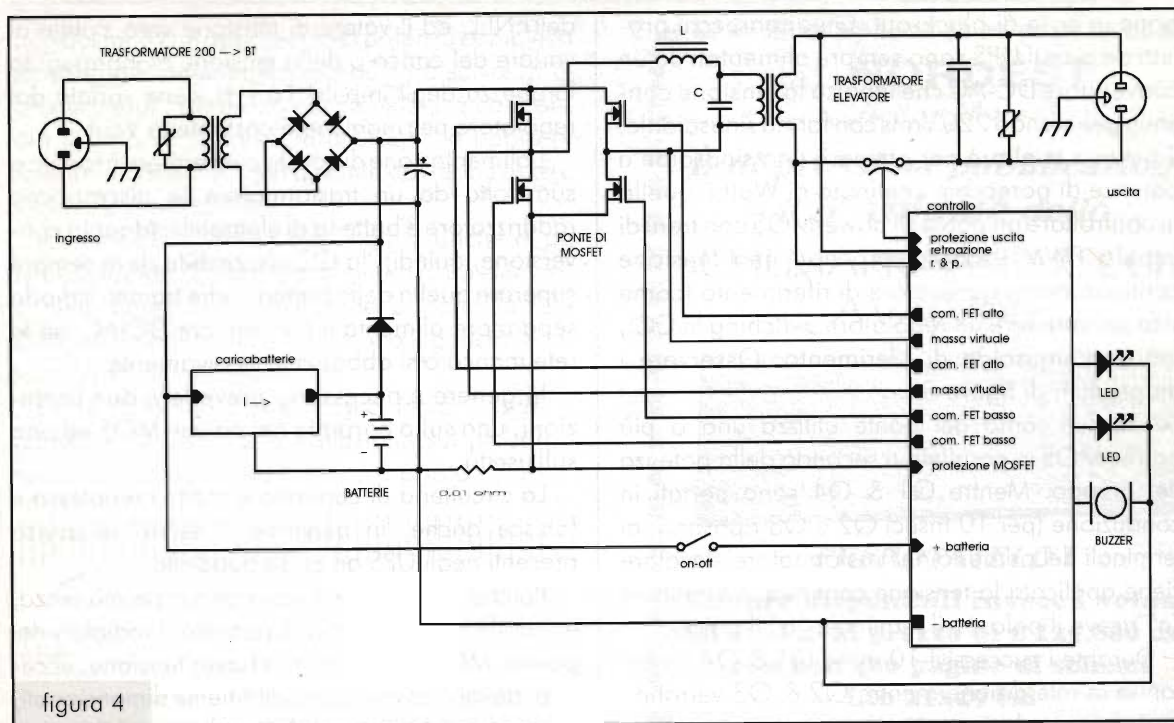 TRASFORMATORE 200 —> BT
ingresso
L
C
TRASFORMATORE
ELEVATORE
uscita
PONTE DI
MOSFET
controllo
protezione uscita
retroazione
r. & p.
com. FET alto
massa virtuale
com. FET alto
massa vituale
com. FET basso
com. FET basso
protezione MOSFET
+ batteria
– batteria
caricabatterie
I
+
–
BATTERIE
0,01 ohm
on-off
LED
LED
BUZZER
figura 4